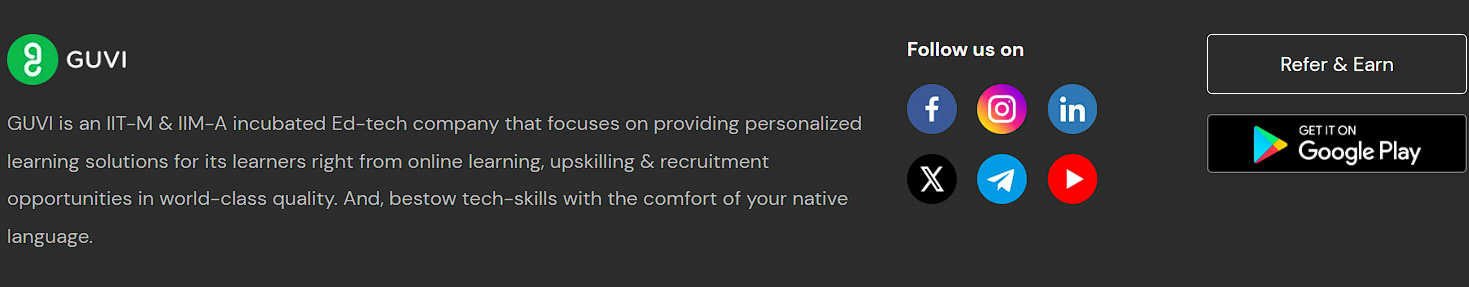 GUVI
GUVI is an IIT-M & IIM-A incubated Ed-tech company that focuses on providing personalized
learning solutions for its learners right from online learning, upskilling & recruitment
opportunities in world-class quality. And, bestow tech-skills with the comfort of your native
language.
Follow us on
Refer & Earn
GET IT ON
Google Play